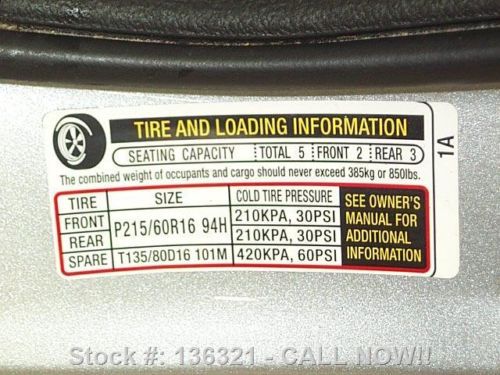 TIRE AND LOADING INFORMATION
SEATING CAPACITY TOTAL 5 FRONT 2 REAR 3
The combined weight of occupants and cargo should never exceed 385kg or 850lbs.
1A
TIRE SIZE COLD TIRE PRESSURE
FRONT P215/60R16 94H 210KPA, 30PSI
REAR 210KPA, 30PSI
SPARE T135/80D16 101M 420KPA, 60PSI
SEE OWNER'S
MANUAL FOR
ADDITIONAL
INFORMATION
Stock #: 136321 - CALL NOW!!